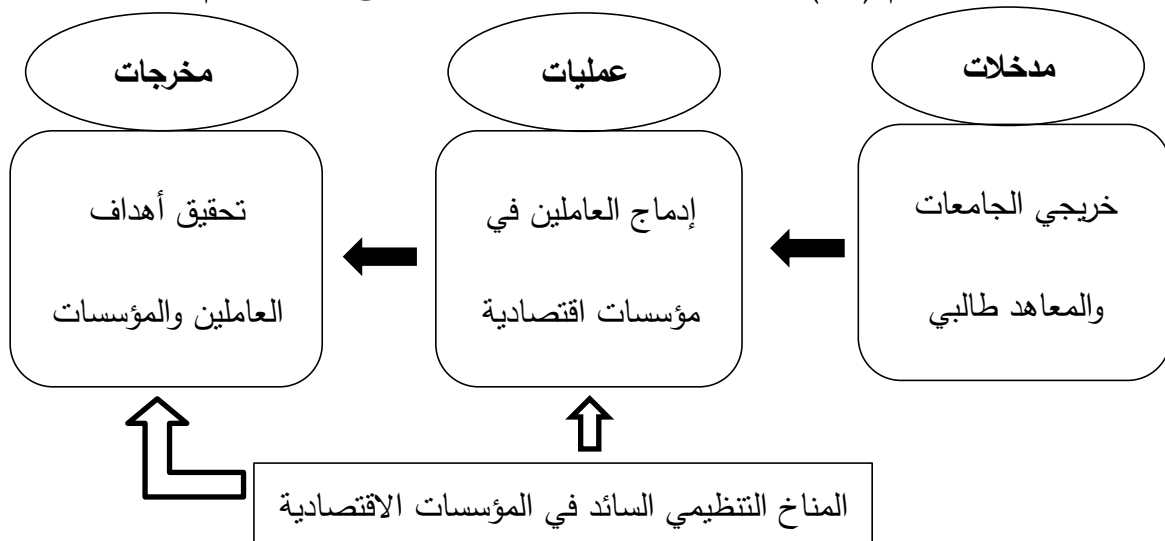 مدخلات
عمليات
مخرجات
خريجي الجامعات
والمعاهد طالبي
إدماج العاملين في
مؤسسات اقتصادية
تحقيق أهداف
العاملين والمؤسسات
المناخ التنظيمي السائد في المؤسسات الاقتصادية